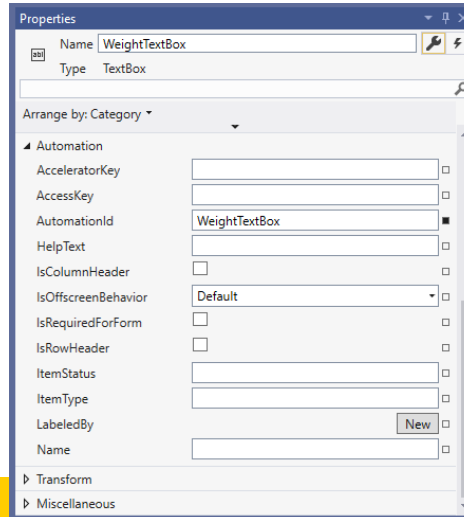 Properties
Name WeightTextBox
abl
Type TextBox
Arrange by: Category
Automation
AcceleratorKey
AccessKey
AutomationId WeightTextBox
HelpText
IsColumnHeader
IsOffscreenBehavior Default
IsRequiredForForm
IsRowHeader
ItemStatus
ItemType
LabeledBy New
Name
Transform
Miscellaneous